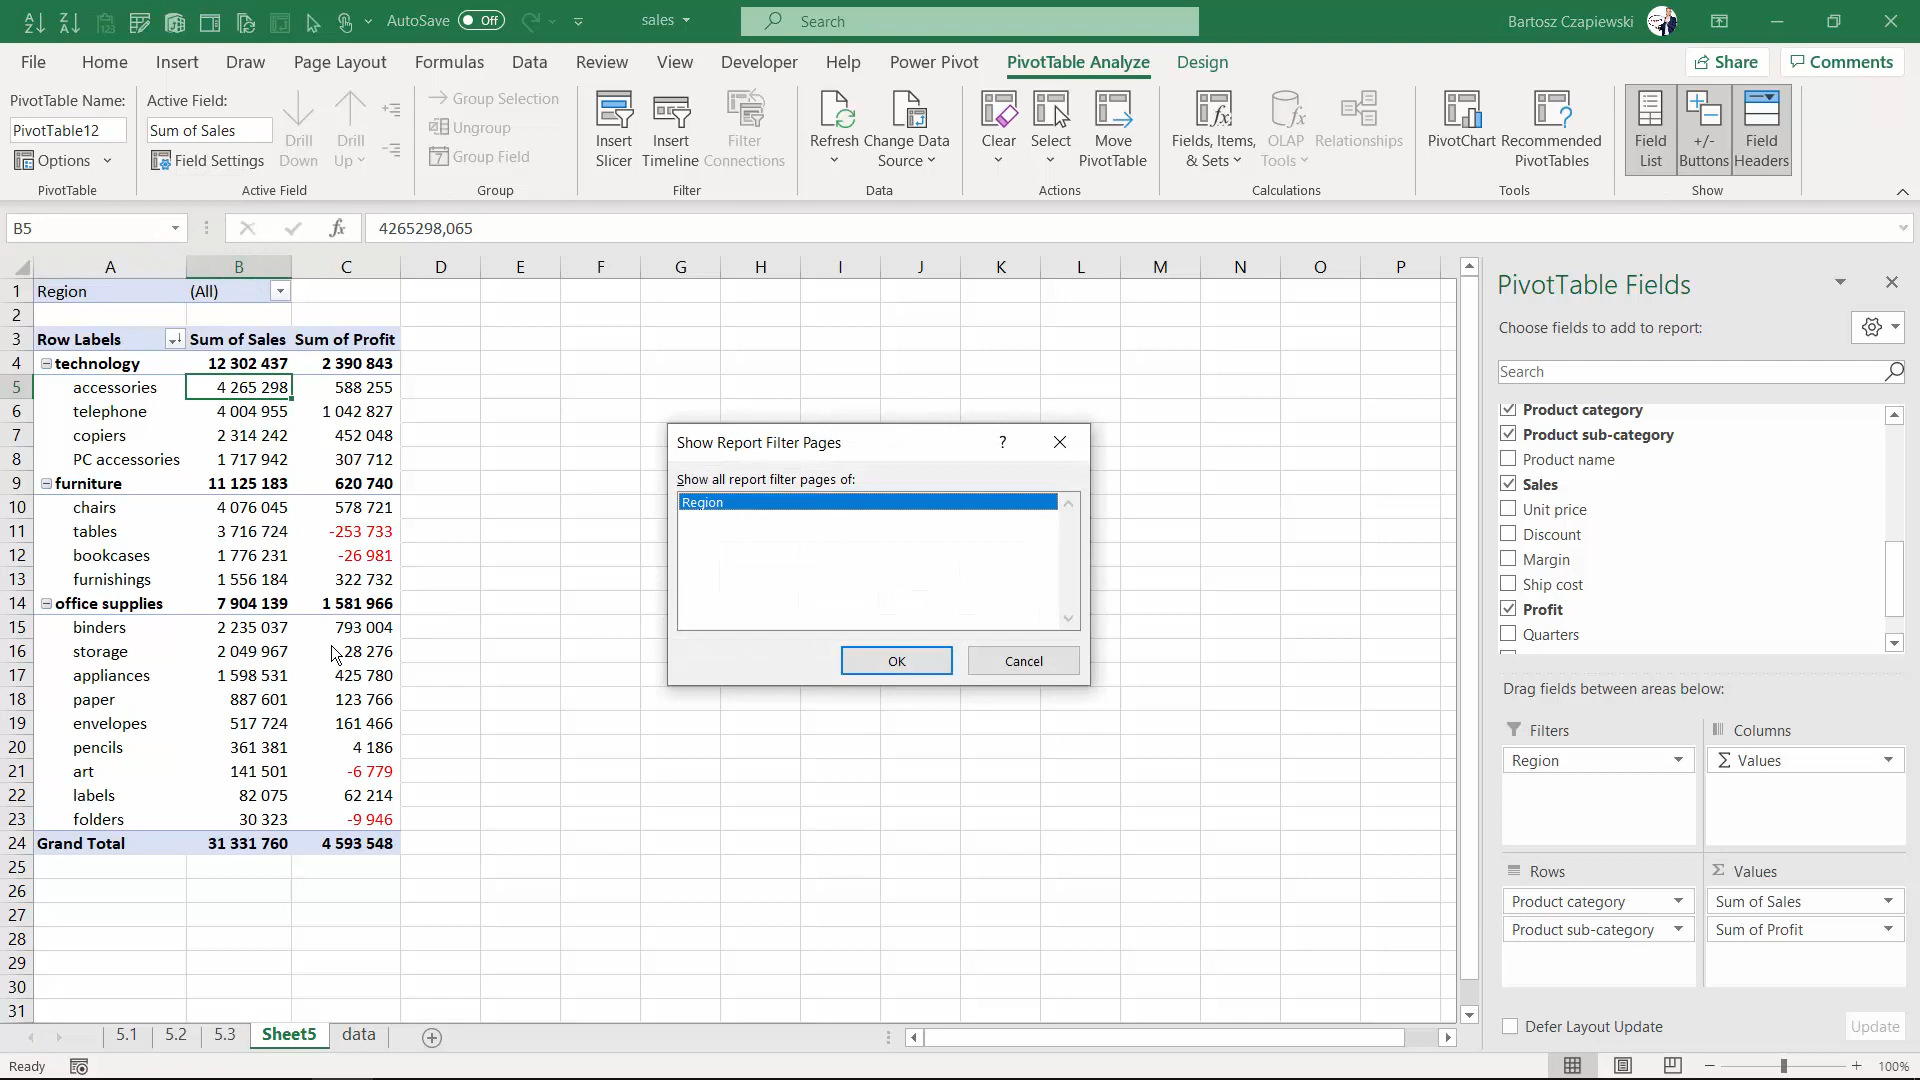 AutoSave Off sales Search Bartosz Czapiewski
File Home Insert Draw Page Layout Formulas Data Review View Developer Help Power Pivot PivotTable Analyze Design Share Comments
PivotTable Name:
PivotTable12
Options
PivotTable
Active Field:
Sum of Sales
Field Settings
Drill Down
Drill Up
Active Field
Group Selection
Ungroup
Group Field
Group
Insert Slicer
Insert Timeline
Filter Connections
Filter
Refresh
Change Data Source
Data
Clear
Select
Move PivotTable
Actions
Fields, Items, & Sets
OLAP Tools
Relationships
Calculations
PivotChart
Recommended PivotTables
Tools
Field List
+/- Buttons
Field Headers
Show
B5 fx 4265298,065
A B C D E F G H I J K L M N O P
1 Region (All)
2
3 Row Labels Sum of Sales Sum of Profit
4 technology 12 302 437 2 390 843
5 accessories 4 265 298 588 255
6 telephone 4 004 955 1 042 827
7 copiers 2 314 242 452 048
8 PC accessories 1 717 942 307 712
9 furniture 11 125 183 620 740
10 chairs 4 076 045 578 721
11 tables 3 716 724 -253 733
12 bookcases 1 776 231 -26 981
13 furnishings 1 556 184 322 732
14 office supplies 7 904 139 1 581 966
15 binders 2 235 037 793 004
16 storage 2 049 967 28 276
17 appliances 1 598 531 425 780
18 paper 887 601 123 766
19 envelopes 517 724 161 466
20 pencils 361 381 4 186
21 art 141 501 -6 779
22 labels 82 075 62 214
23 folders 30 323 -9 946
24 Grand Total 31 331 760 4 593 548
25
26
27
28
29
30
31
Show Report Filter Pages ?
Show all report filter pages of:
Region
OK Cancel
PivotTable Fields
Choose fields to add to report:
Search
Product category
Product sub-category
Product name
Sales
Unit price
Discount
Margin
Ship cost
Profit
Quarters
Drag fields between areas below:
Filters
Region
Columns
Σ Values
Rows
Product category
Product sub-category
Σ Values
Sum of Sales
Sum of Profit
Defer Layout Update Update
5.1 5.2 5.3 Sheet5 data
Ready 100%